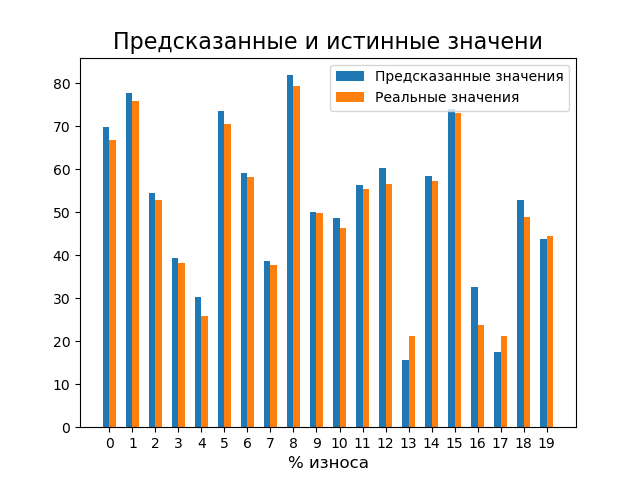 Предсказанные и истинные значени
Предсказанные значения
Реальные значения
80
70
60
50
40
30
20
10
0
0 1 2 3 4 5 6 7 8 9 10 11 12 13 14 15 16 17 18 19
% износа